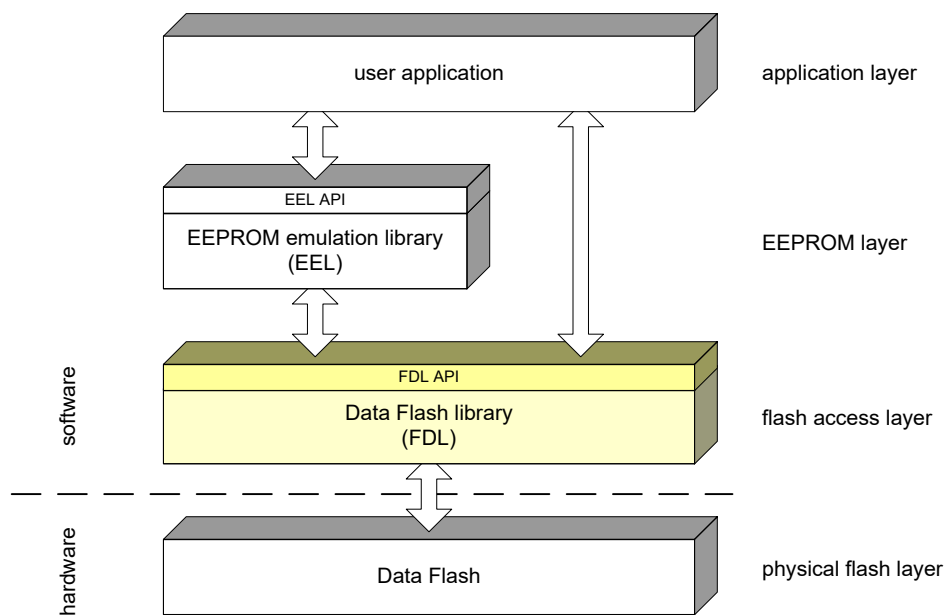 user application
application layer
EEL API
EEPROM emulation library
(EEL)
EEPROM layer
FDL API
Data Flash library
(FDL)
flash access layer
software
hardware
Data Flash
physical flash layer